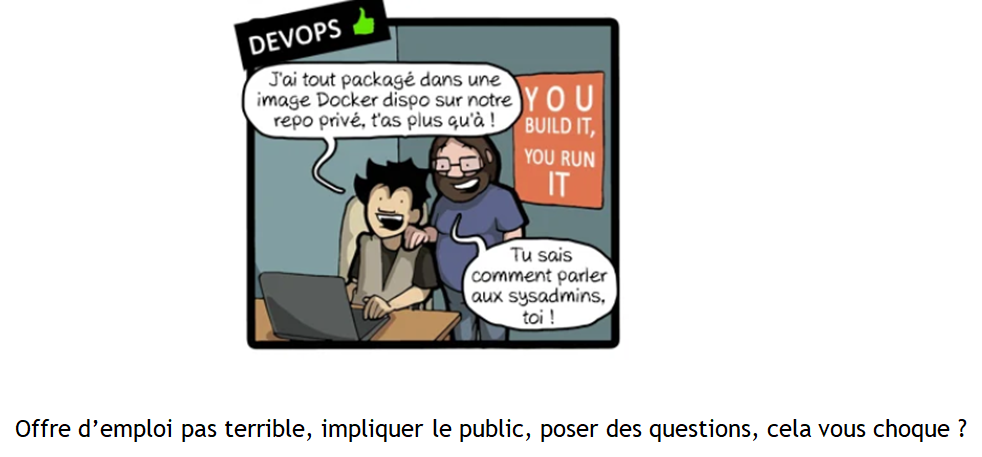 DEVOPS
J'ai tout packagé dans une
image Docker dispo sur notre
repo privé, t'as plus qu'à !
YOU
BUILD IT,
YOU RUN
IT
Tu sais
comment parler
aux sysadmins,
toi !
Offre d’emploi pas terrible, impliquer le public, poser des questions, cela vous choque ?